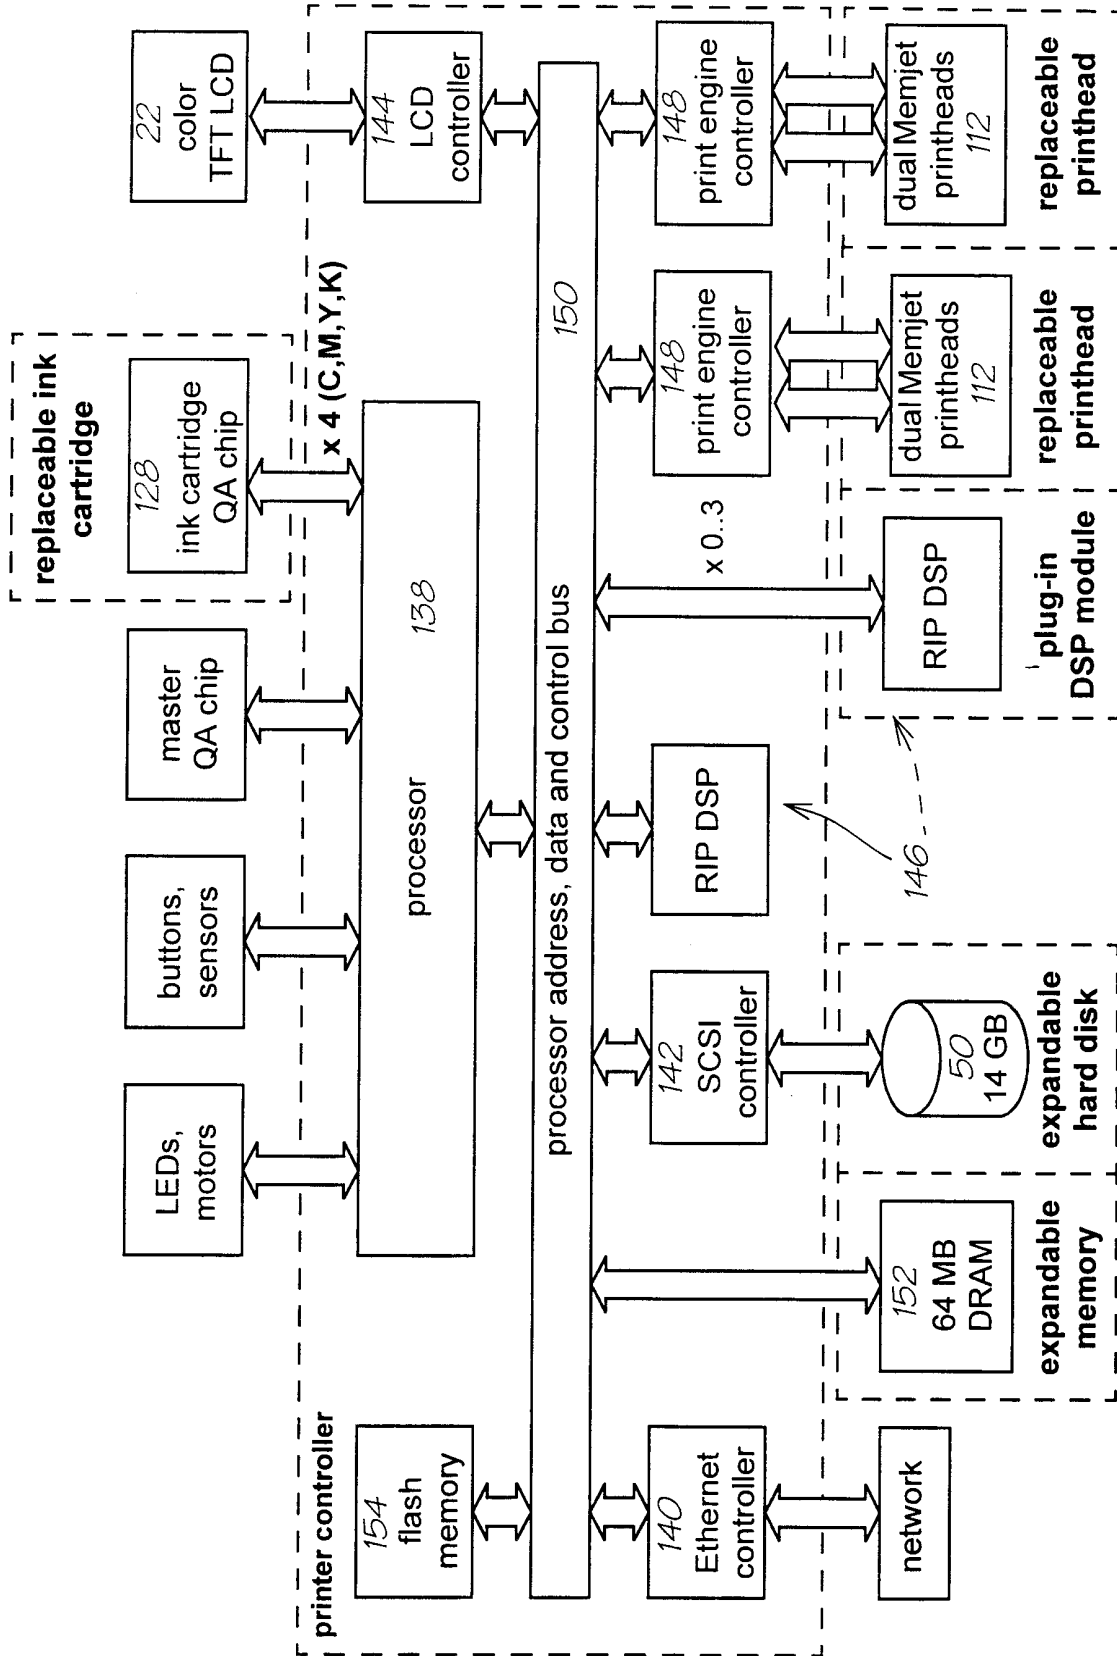 replaceable ink
cartridge
22
color
TFT LCD
128
ink cartridge
QA chip
master
QA chip
buttons,
sensors
LEDs,
motors
x 4 (C,M,Y,K)
printer controller
154
flash
memory
138
processor
144
LCD
controller
150
processor address, data and control bus
140
Ethernet
controller
142
SCSI
controller
RIP DSP
x 0..3
148
print engine
controller
148
print engine
controller
146
network
152
64 MB
DRAM
50
14 GB
RIP DSP
dual Memjet
printheads
112
dual Memjet
printheads
112
expandable
memory
expandable
hard disk
plug-in
DSP module
replaceable
printhead
replaceable
printhead